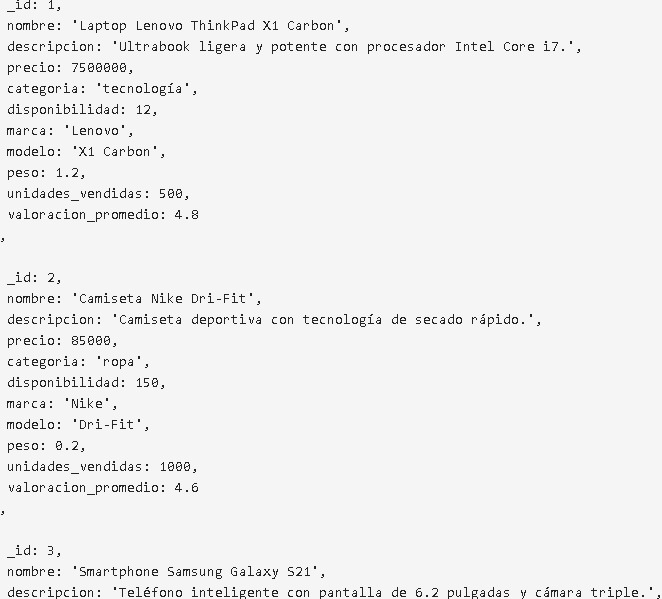 _id: 1,
nombre: 'Laptop Lenovo ThinkPad X1 Carbon',
descripcion: 'Ultrabook ligera y potente con procesador Intel Core i7.',
precio: 7500000,
categoria: 'tecnología',
disponibilidad: 12,
marca: 'Lenovo',
modelo: 'X1 Carbon',
peso: 1.2,
unidades_vendidas: 500,
valoracion_promedio: 4.8
,
_id: 2,
nombre: 'Camiseta Nike Dri-Fit',
descripcion: 'Camiseta deportiva con tecnología de secado rápido.',
precio: 85000,
categoria: 'ropa',
disponibilidad: 150,
marca: 'Nike',
modelo: 'Dri-Fit',
peso: 0.2,
unidades_vendidas: 1000,
valoracion_promedio: 4.6
,
_id: 3,
nombre: 'Smartphone Samsung Galaxy S21',
descripcion: 'Teléfono inteligente con pantalla de 6.2 pulgadas y cámara triple.',